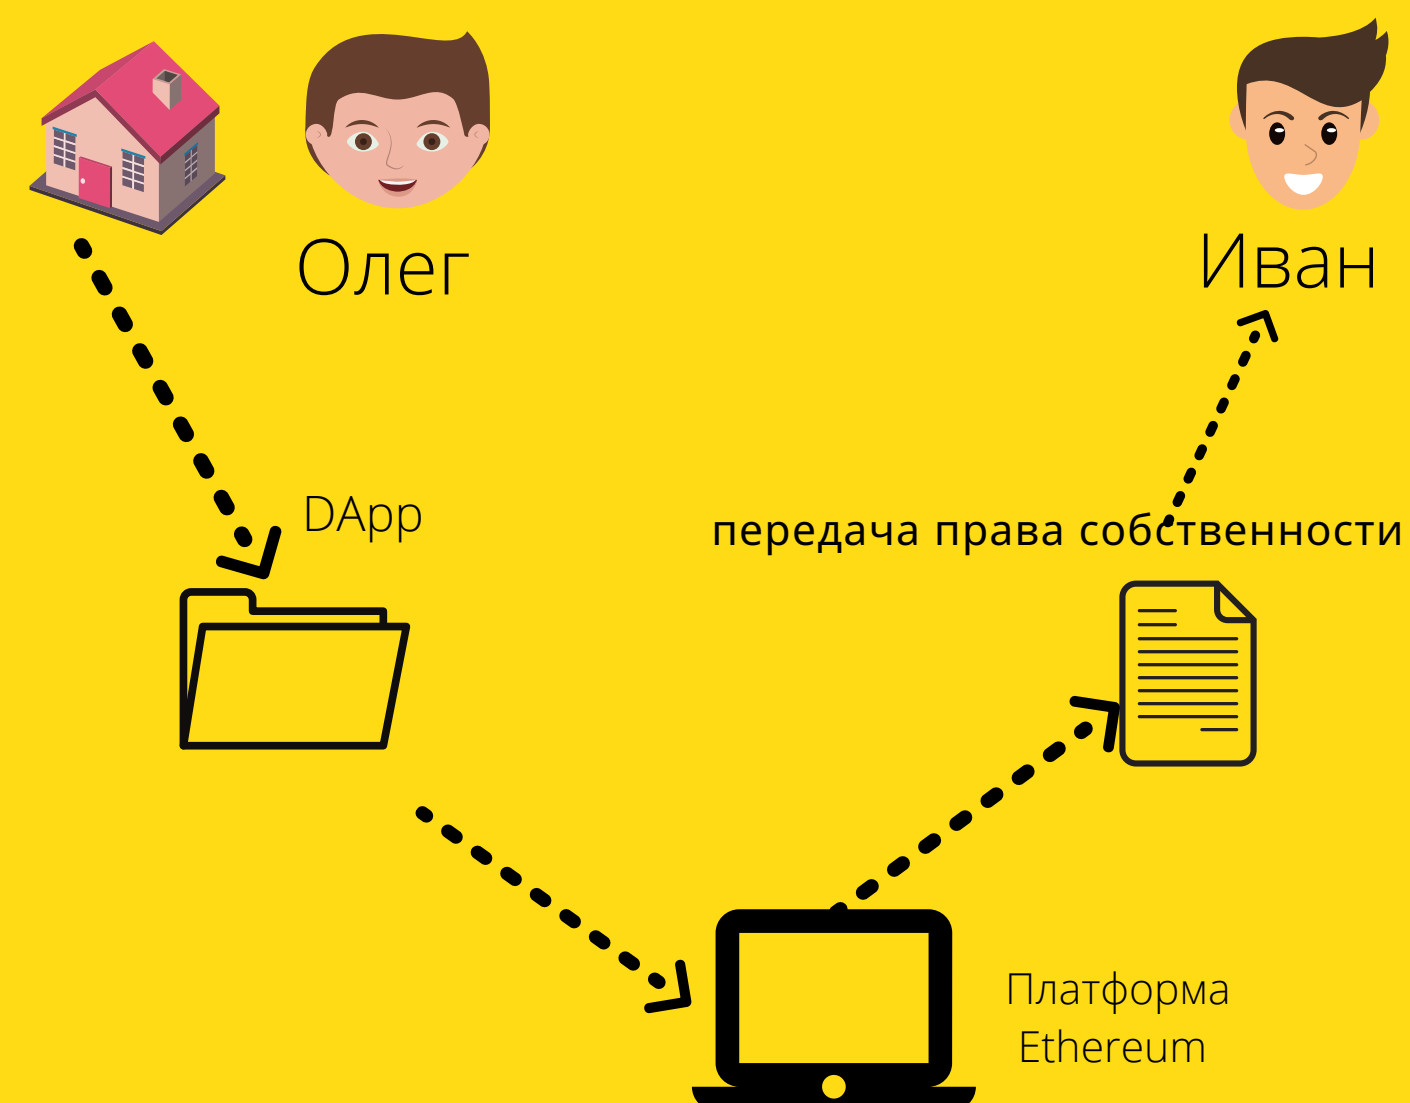 Олег
Иван
DApp
передача права собственности
Платформа
Ethereum